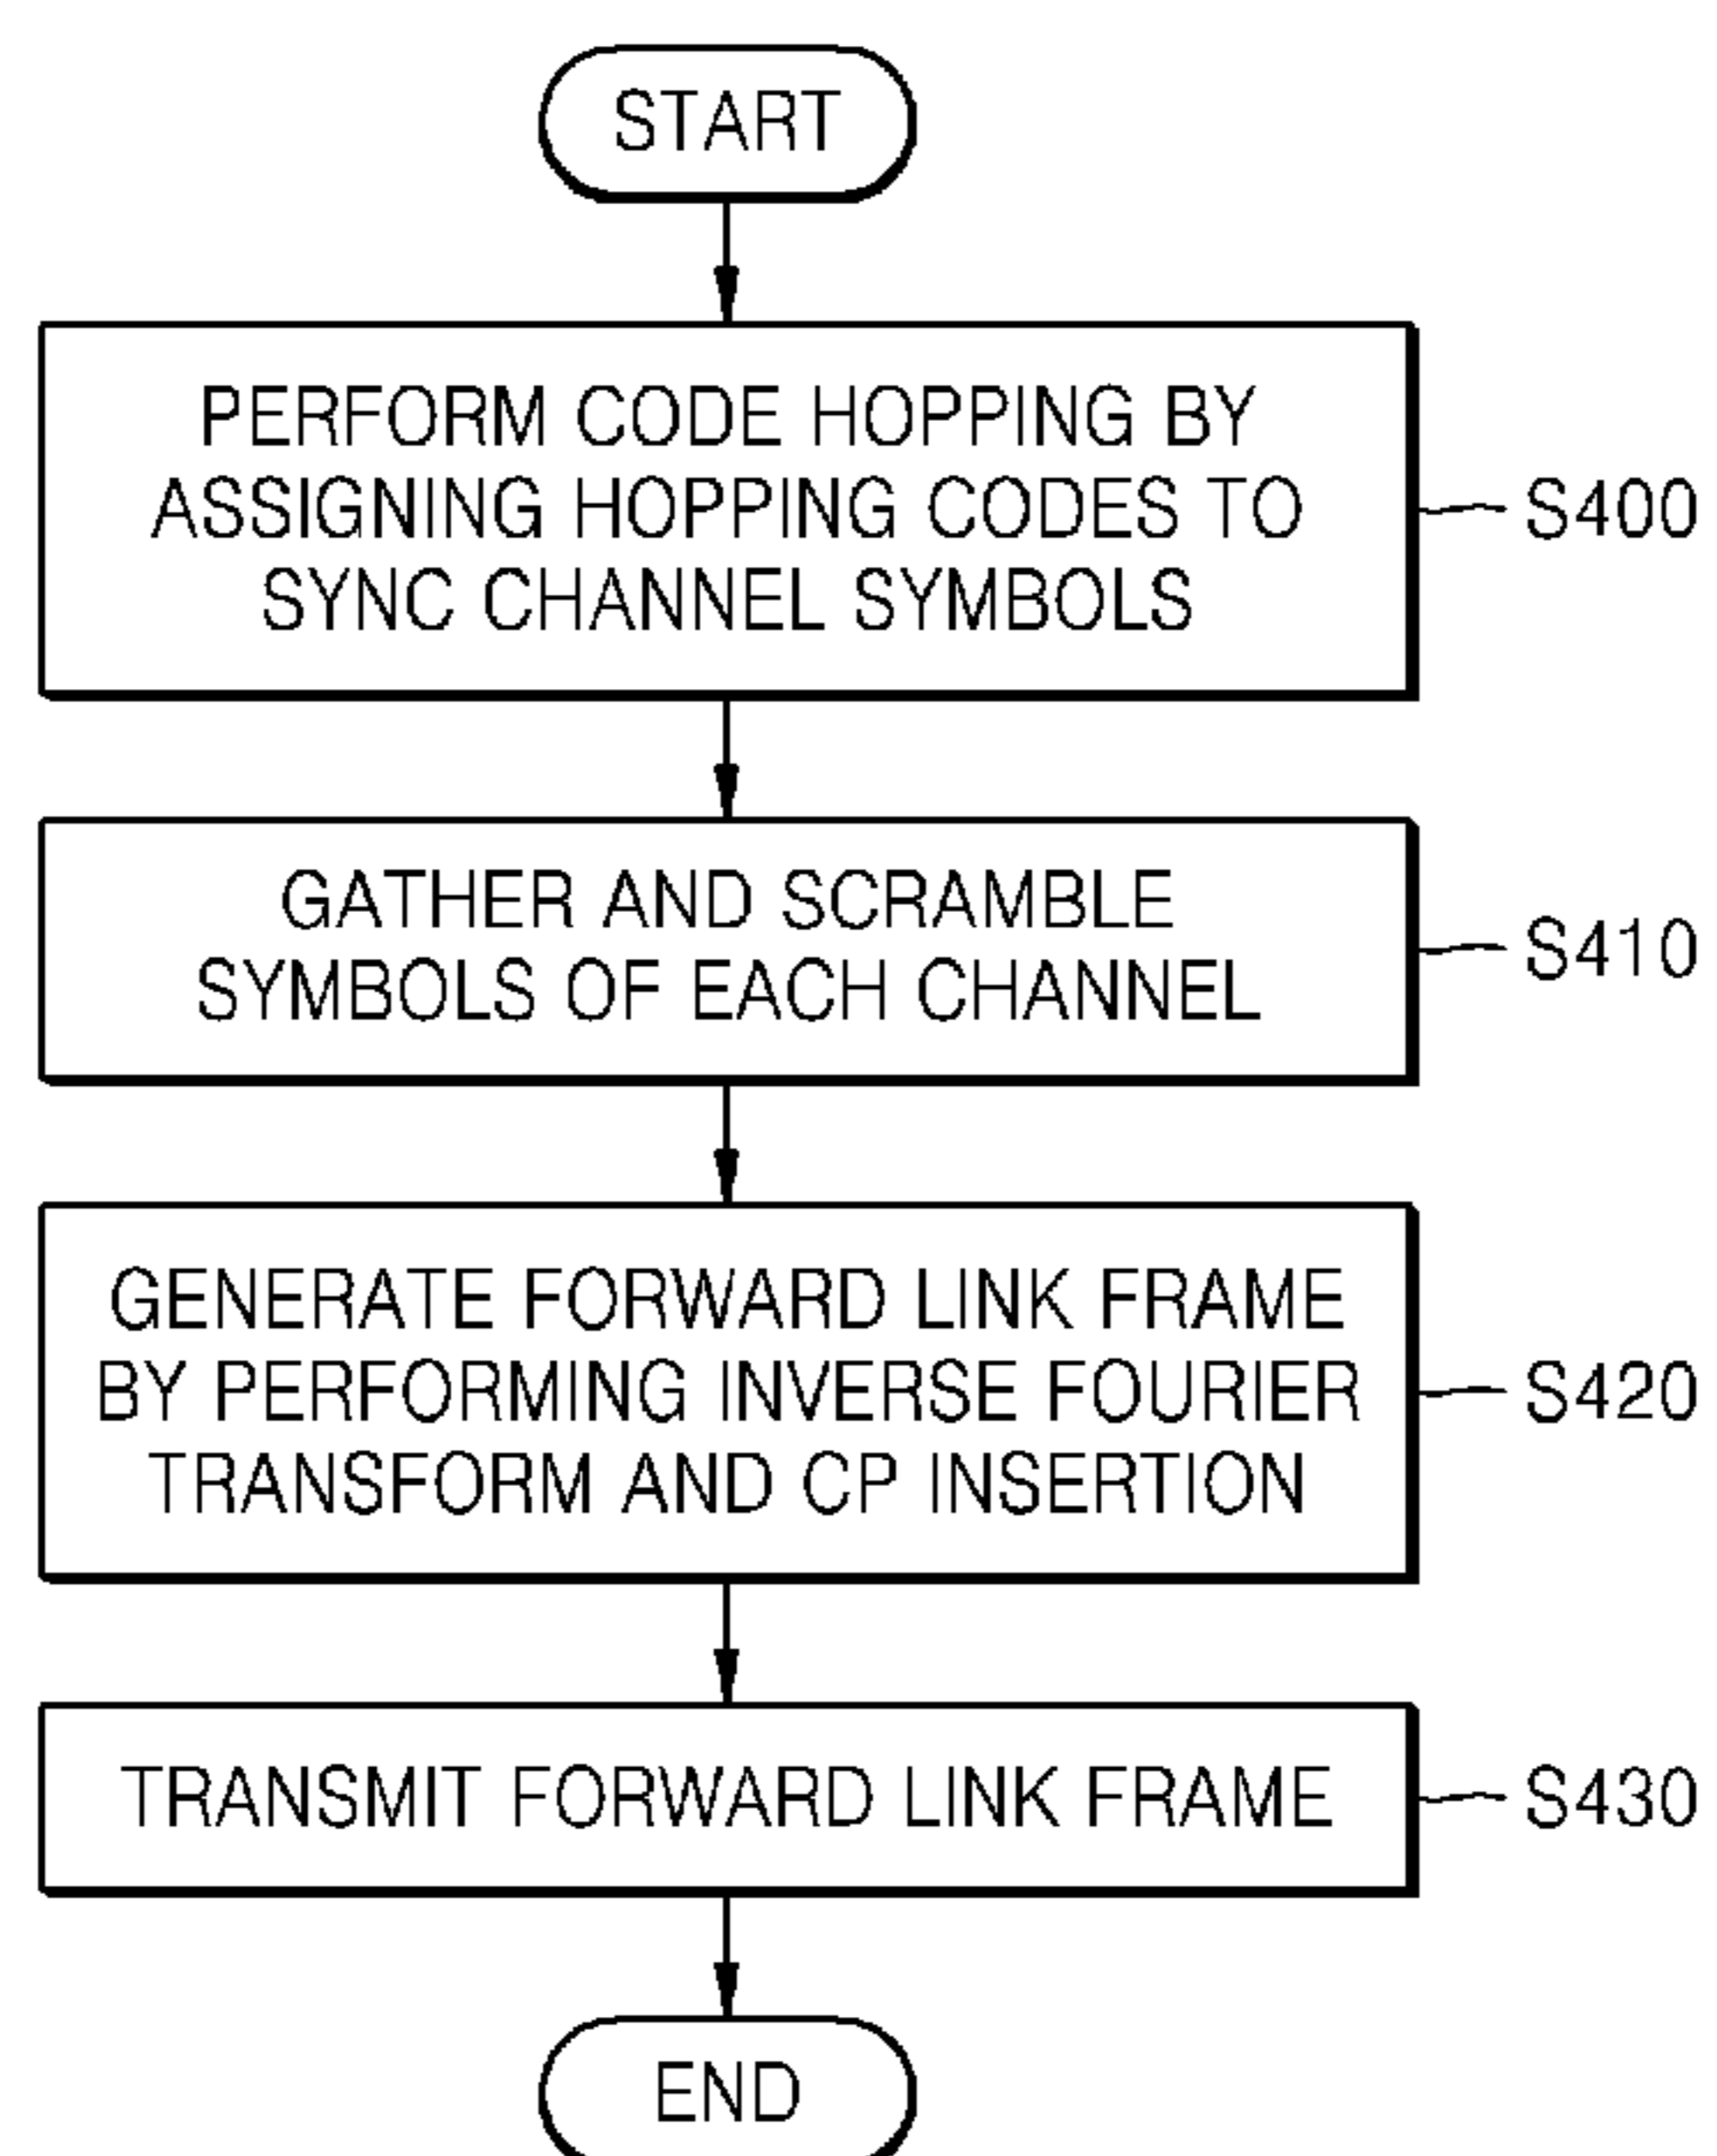 START
PERFORM CODE HOPPING BY
ASSIGNING HOPPING CODES TO
SYNC CHANNEL SYMBOLS
S400
GATHER AND SCRAMBLE
SYMBOLS OF EACH CHANNEL
S410
GENERATE FORWARD LINK FRAME
BY PERFORMING INVERSE FOURIER
TRANSFORM AND CP INSERTION
S420
TRANSMIT FORWARD LINK FRAME
S430
END